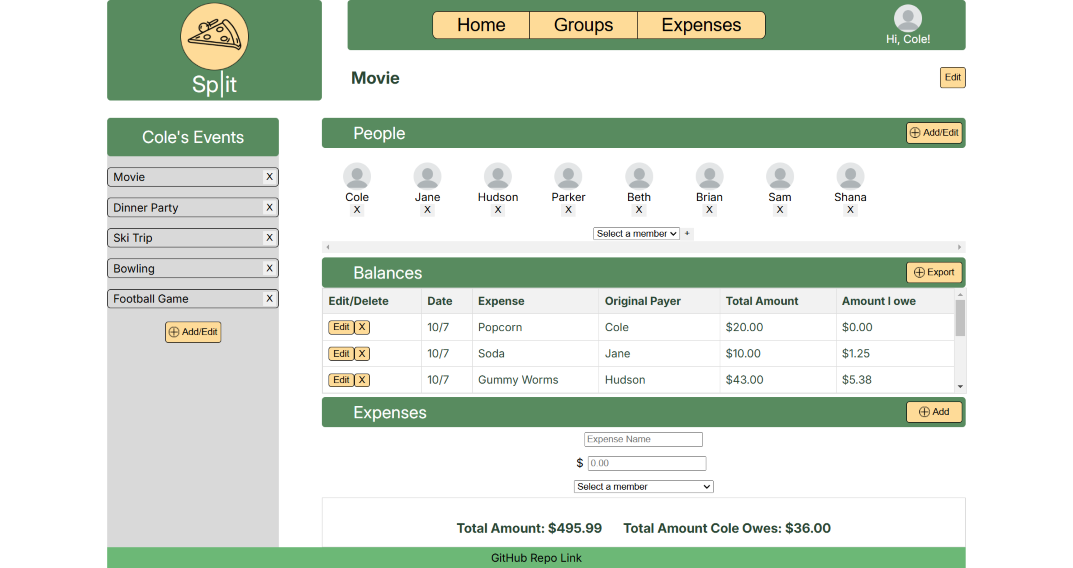 Split
Home Groups Expenses
Hi, Cole!
Movie
Edit
Cole's Events
Movie X
Dinner Party X
Ski Trip X
Bowling X
Football Game X
Add/Edit
People
Add/Edit
Cole Jane Hudson Parker Beth Brian Sam Shana
X X X X X X X X
Select a member +
Balances
Export
Edit/Delete Date Expense Original Payer Total Amount Amount I owe
Edit X 10/7 Popcorn Cole $20.00 $0.00
Edit X 10/7 Soda Jane $10.00 $1.25
Edit X 10/7 Gummy Worms Hudson $43.00 $5.38
Expenses
Add
Expense Name
$ 0.00
Select a member
Total Amount: $495.99 Total Amount Cole Owes: $36.00
GitHub Repo Link